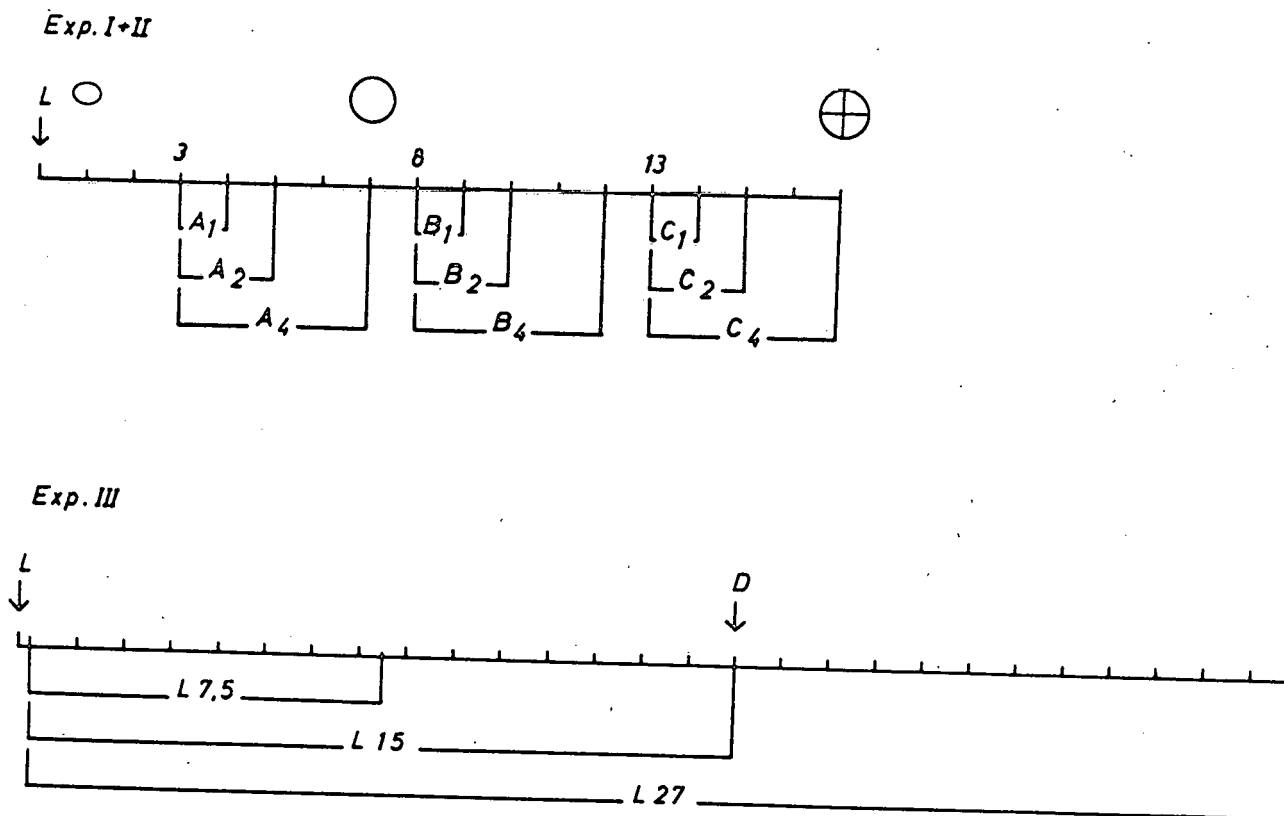 Exp. I+II
L
3 8 13
A1 B1 C1
A2 B2 C2
A4 B4 C4
Exp. III
L D
L 7,5
L 15
L 27